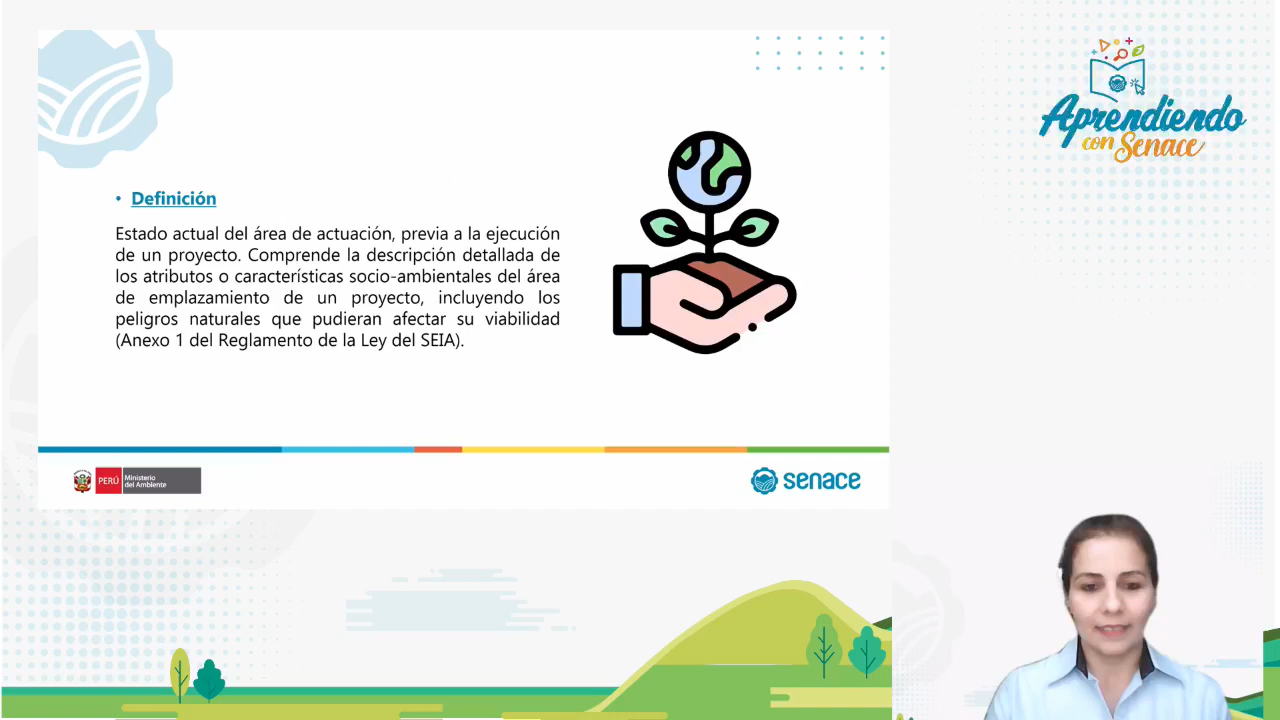 Aprendiendo
con Senace
• Definición
Estado actual del área de actuación, previa a la ejecución
de un proyecto. Comprende la descripción detallada de
los atributos o características socio-ambientales del área
de emplazamiento de un proyecto, incluyendo los
peligros naturales que pudieran afectar su viabilidad
(Anexo 1 del Reglamento de la Ley del SEIA).
PERÚ
Ministerio
del Ambiente
senace